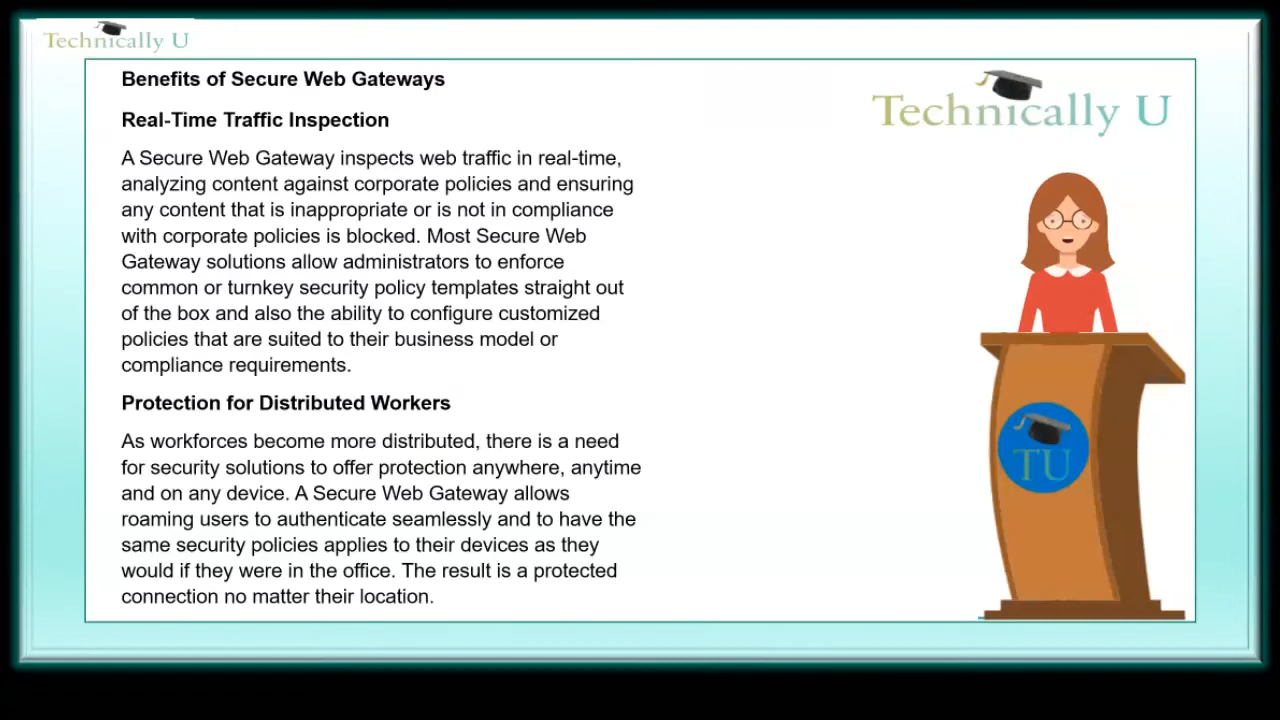 Technically U
Benefits of Secure Web Gateways
Technically U
Real-Time Traffic Inspection
A Secure Web Gateway inspects web traffic in real-time,
analyzing content against corporate policies and ensuring
any content that is inappropriate or is not in compliance
with corporate policies is blocked. Most Secure Web
Gateway solutions allow administrators to enforce
common or turnkey security policy templates straight out
of the box and also the ability to configure customized
policies that are suited to their business model or
compliance requirements.
Protection for Distributed Workers
As workforces become more distributed, there is a need
for security solutions to offer protection anywhere, anytime
and on any device. A Secure Web Gateway allows
roaming users to authenticate seamlessly and to have the
same security policies applies to their devices as they
would if they were in the office. The result is a protected
connection no matter their location.
TU